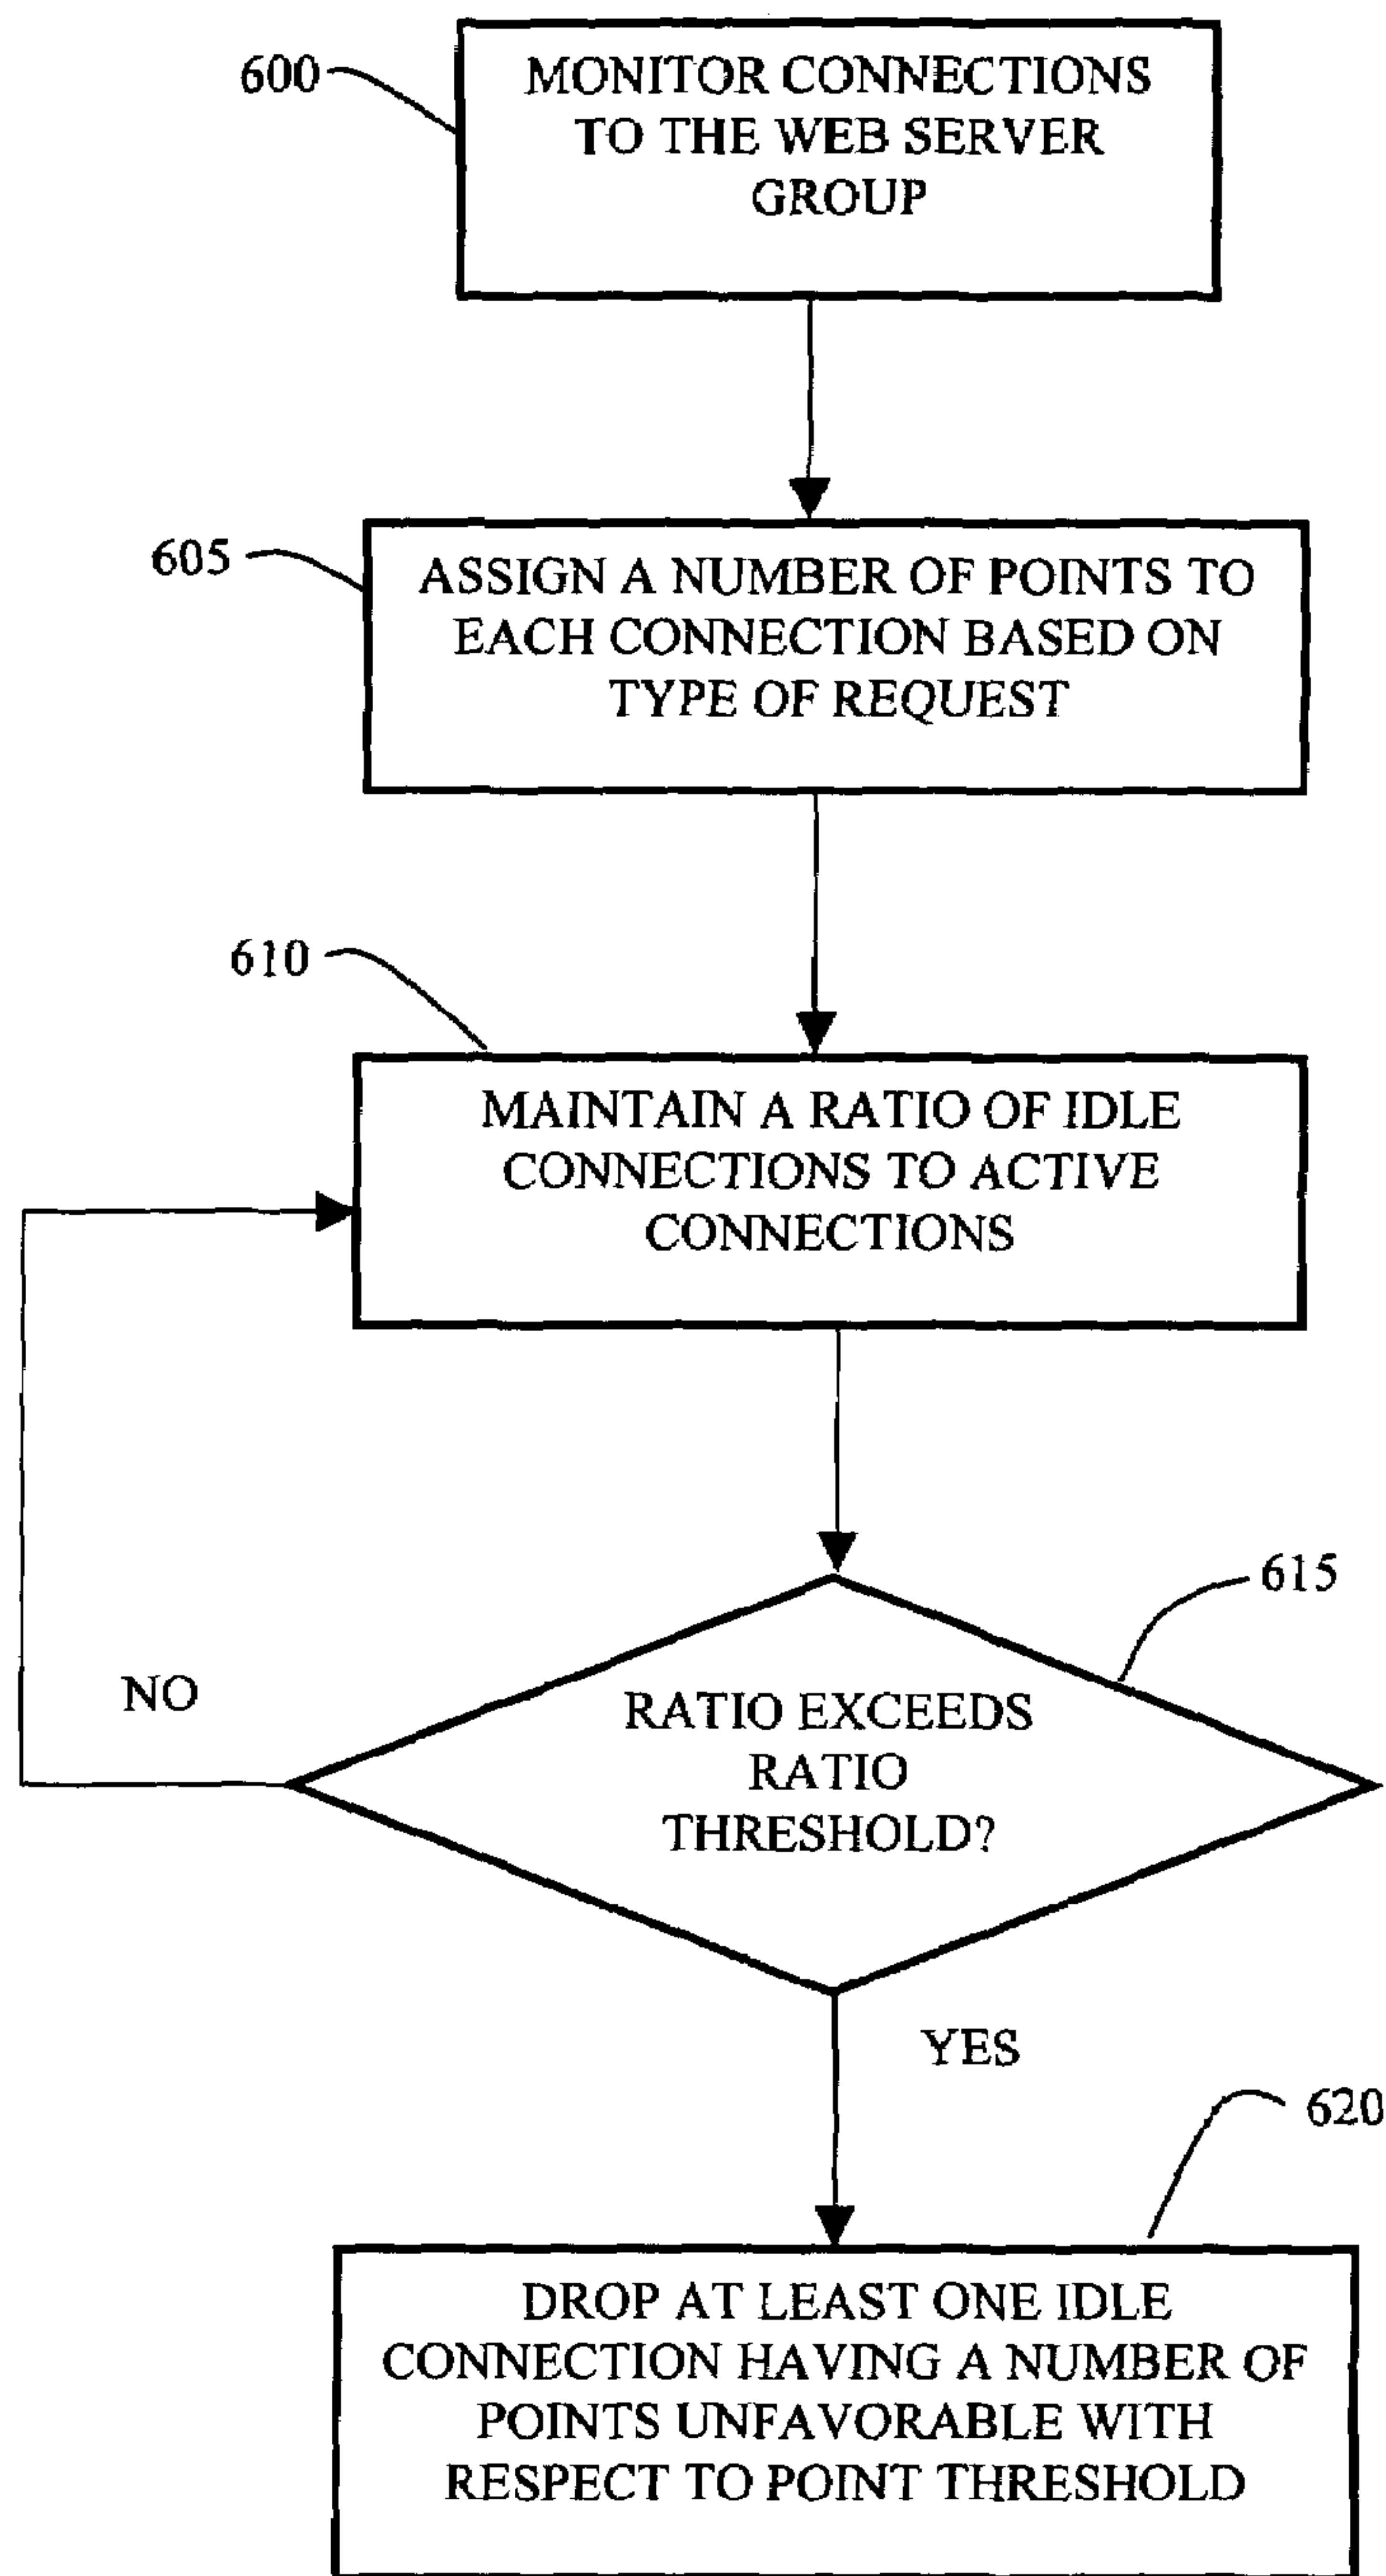 600
MONITOR CONNECTIONS
TO THE WEB SERVER
GROUP
605
ASSIGN A NUMBER OF POINTS TO
EACH CONNECTION BASED ON
TYPE OF REQUEST
610
MAINTAIN A RATIO OF IDLE
CONNECTIONS TO ACTIVE
CONNECTIONS
615
NO
RATIO EXCEEDS
RATIO
THRESHOLD?
YES
620
DROP AT LEAST ONE IDLE
CONNECTION HAVING A NUMBER OF
POINTS UNFAVORABLE WITH
RESPECT TO POINT THRESHOLD